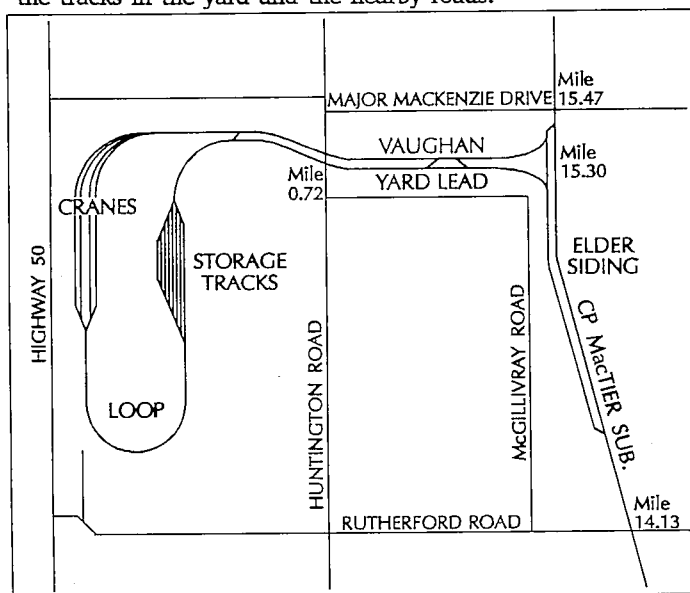 the tracks in the yard and the nearby roads.
MAJOR MACKENZIE DRIVE
Mile
15.47
VAUGHAN
YARD LEAD
Mile
15.30
Mile
0.72
CRANES
STORAGE
TRACKS
ELDER
SIDING
HIGHWAY 50
HUNTINGTON ROAD
McGILLIVRAY ROAD
CP MacTIER SUB.
LOOP
Mile
14.13
RUTHERFORD ROAD